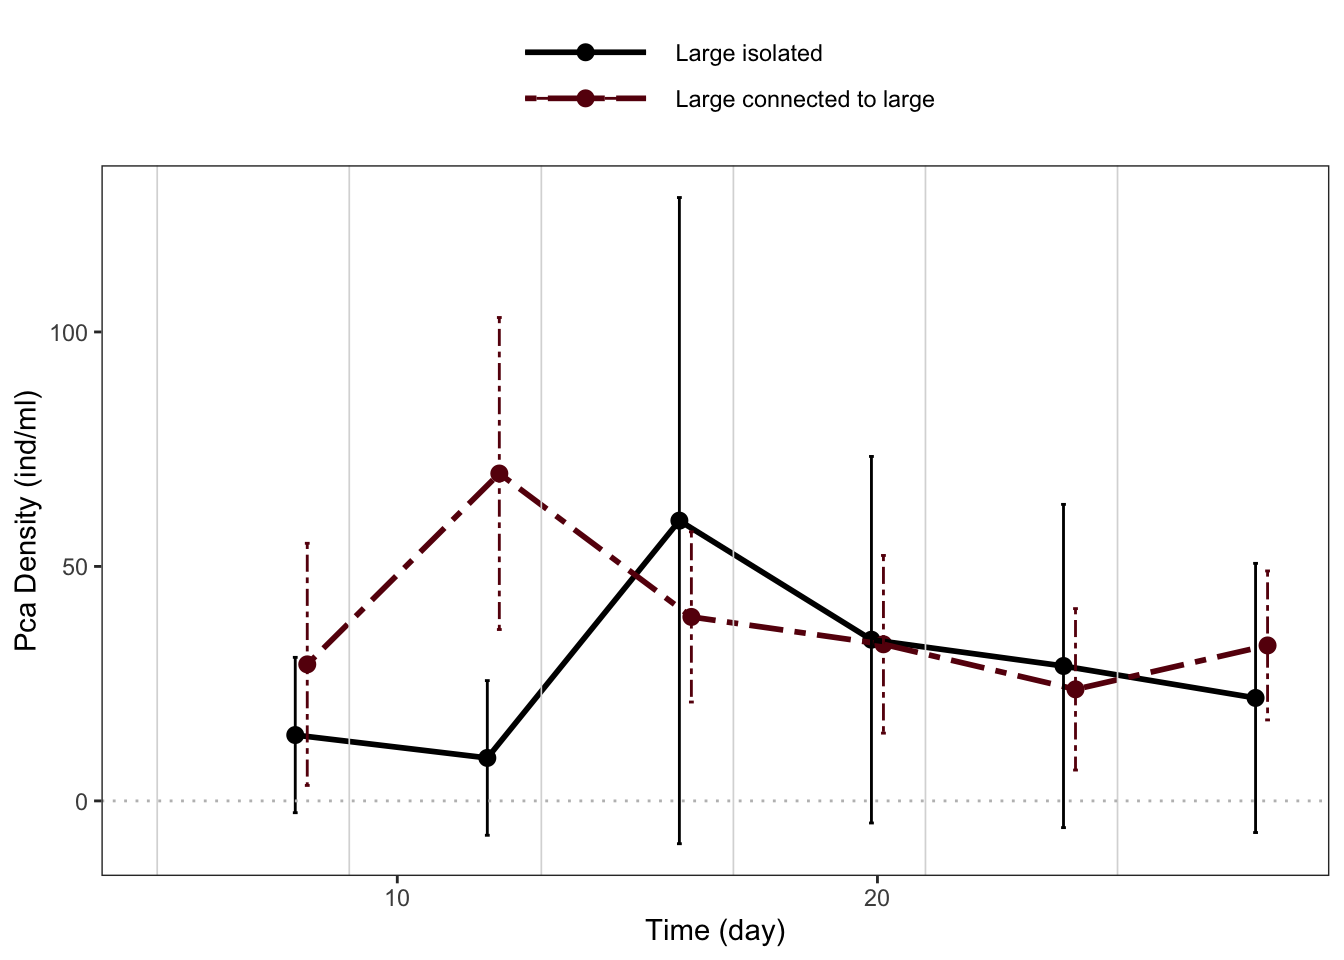 Large isolated
Large connected to large
Pca Density (ind/ml)
100
50
0
10
20
Time (day)